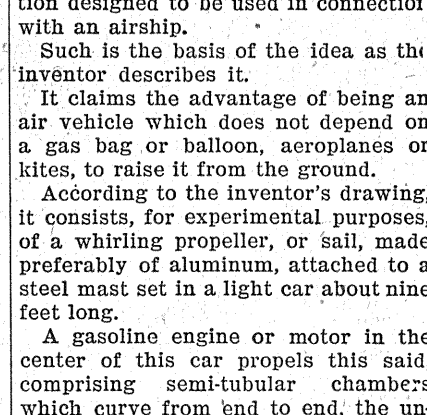 tion designed to be used in connection
with an airship.
Such is the basis of the idea as the
inventor describes it.
It claims the advantage of being an
air vehicle which does not depend on
a gas bag or balloon, aeroplanes or
kites, to raise it from the ground.
According to the inventor's drawing,
it consists, for experimental purposes,
of a whirling propeller, or sail, made
preferably of aluminum, attached to a
steel mast set in a light car about nine
feet long.
A gasoline engine or motor in the
center of this car propels this said
comprising semi-tubular chambers
which curve from end to end, the un-